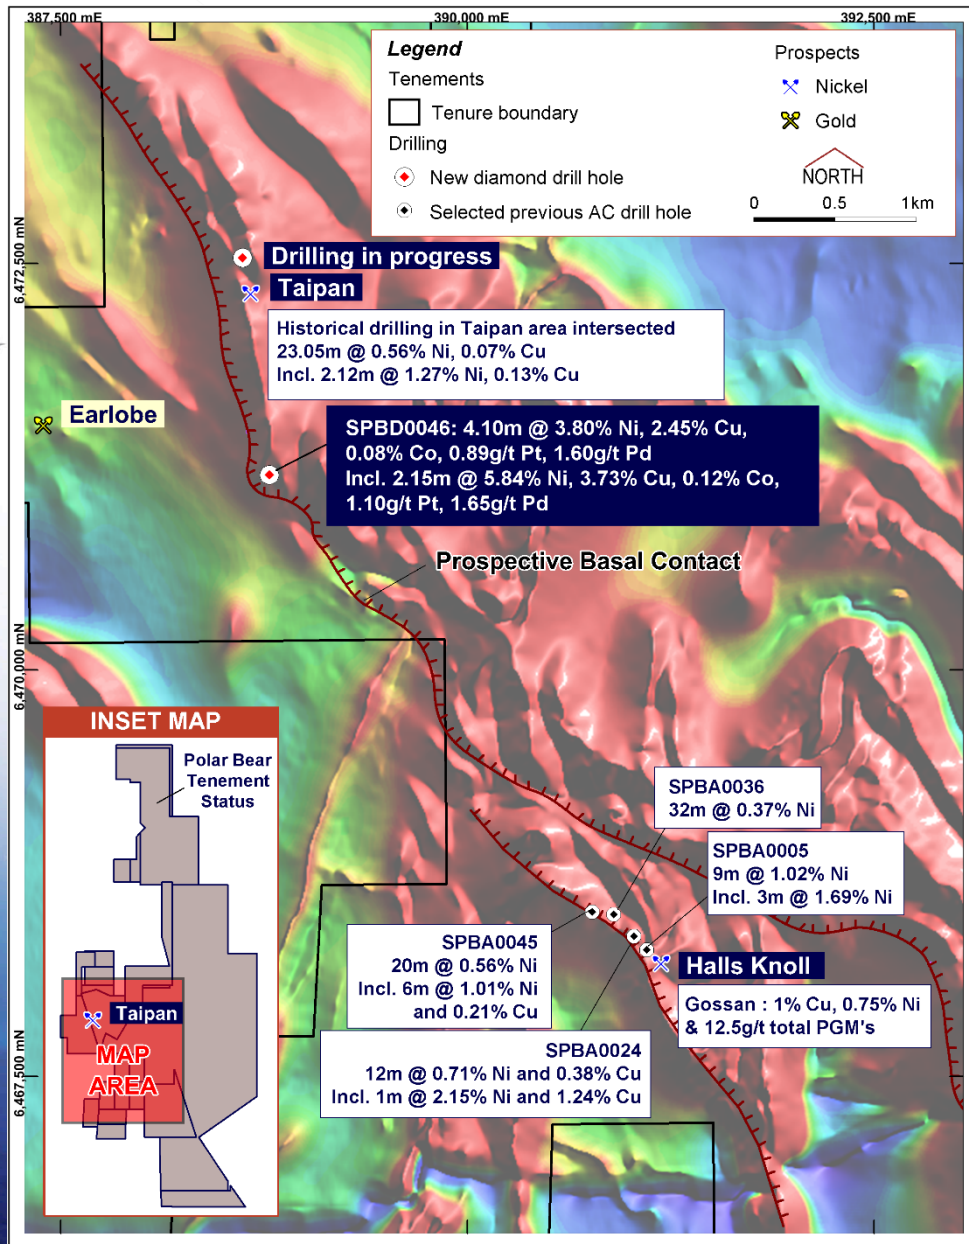 387,500 mE
390,000 mE
392,500 mE
Legend
Tenements
Tenure boundary
Drilling
New diamond drill hole
Selected previous AC drill hole
Prospects
Nickel
Gold
NORTH
0 0.5 1km
6,472,500 mN
Drilling in progress
Taipan
Historical drilling in Taipan area intersected
23.05m @ 0.56% Ni, 0.07% Cu
Incl. 2.12m @ 1.27% Ni, 0.13% Cu
Earlobe
SPBD0046: 4.10m @ 3.80% Ni, 2.45% Cu,
0.08% Co, 0.89g/t Pt, 1.60g/t Pd
Incl. 2.15m @ 5.84% Ni, 3.73% Cu, 0.12% Co,
1.10g/t Pt, 1.65g/t Pd
Prospective Basal Contact
6,470,000 mN
INSET MAP
Polar Bear
Tenement
Status
Taipan
MAP
AREA
SPBA0036
32m @ 0.37% Ni
SPBA0005
9m @ 1.02% Ni
Incl. 3m @ 1.69% Ni
SPBA0045
20m @ 0.56% Ni
Incl. 6m @ 1.01% Ni
and 0.21% Cu
Halls Knoll
Gossan : 1% Cu, 0.75% Ni
& 12.5g/t total PGM's
SPBA0024
12m @ 0.71% Ni and 0.38% Cu
Incl. 1m @ 2.15% Ni and 1.24% Cu
6,467,500 mN